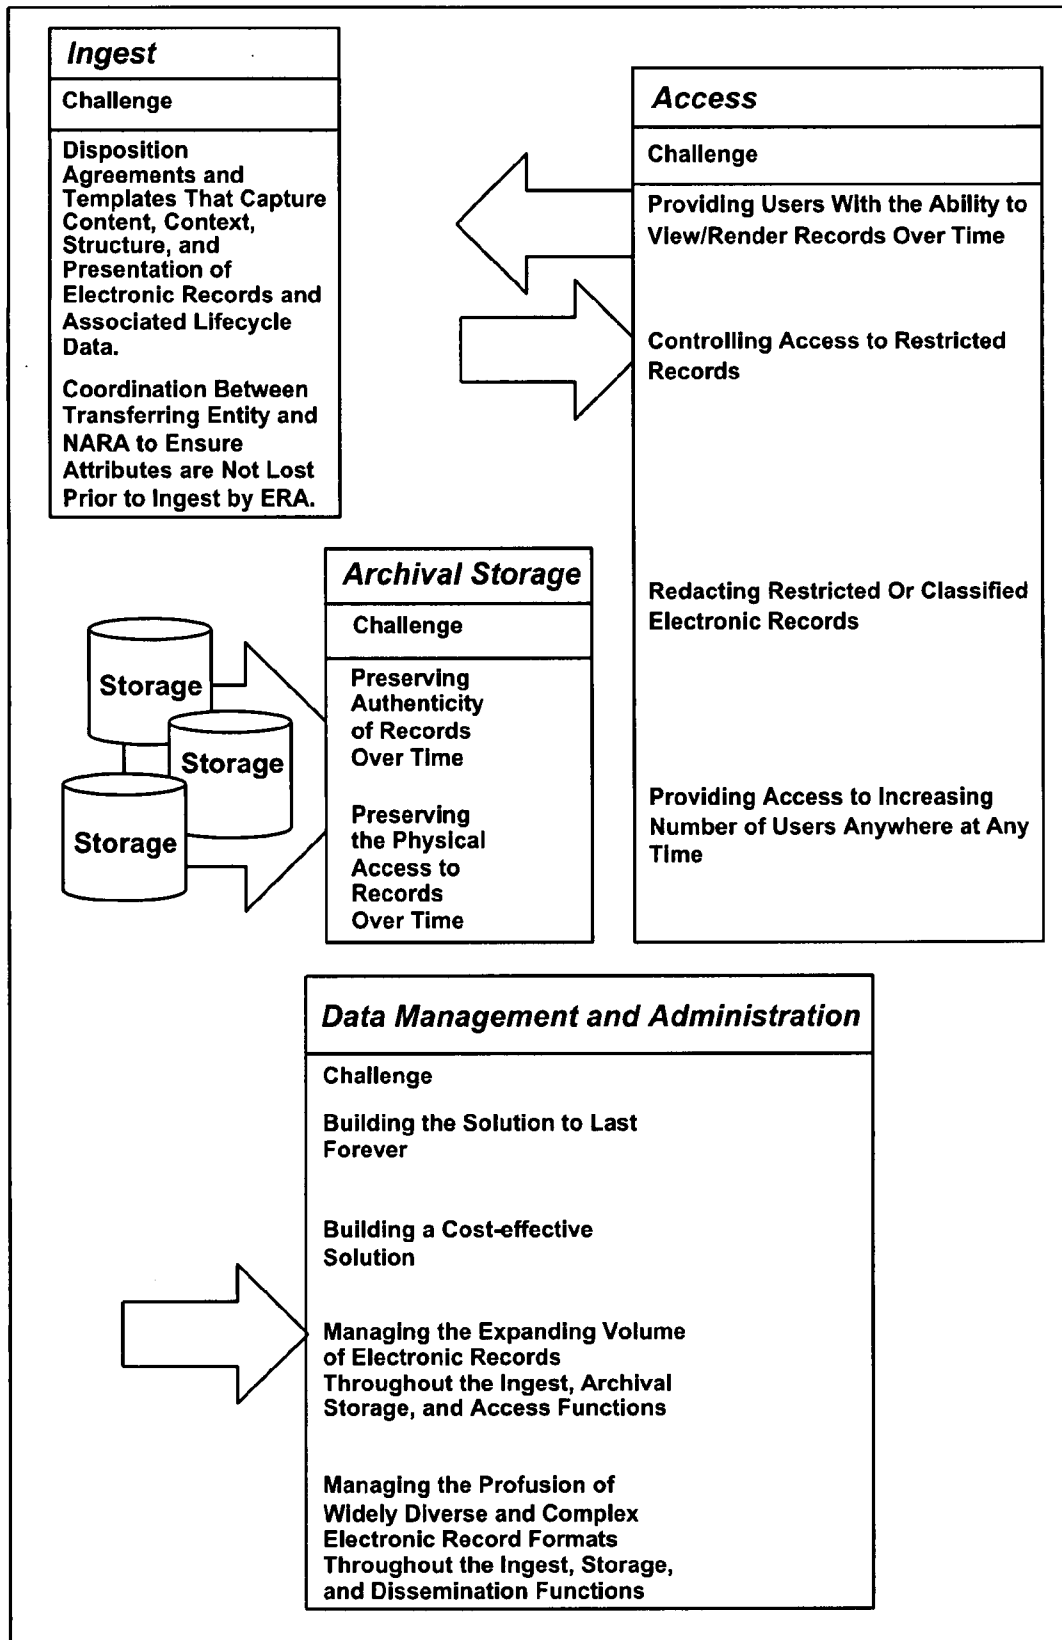 Ingest
Challenge
Disposition
Agreements and
Templates That Capture
Content, Context,
Structure, and
Presentation of
Electronic Records and
Associated Lifecycle
Data.
Coordination Between
Transferring Entity and
NARA to Ensure
Attributes are Not Lost
Prior to Ingest by ERA.
Access
Challenge
Providing Users With the Ability to
View/Render Records Over Time
Controlling Access to Restricted
Records
Redacting Restricted Or Classified
Electronic Records
Providing Access to Increasing
Number of Users Anywhere at Any
Time
Storage
Storage
Storage
Archival Storage
Challenge
Preserving
Authenticity
of Records
Over Time
Preserving
the Physical
Access to
Records
Over Time
Data Management and Administration
Challenge
Building the Solution to Last
Forever
Building a Cost-effective
Solution
Managing the Expanding Volume
of Electronic Records
Throughout the Ingest, Archival
Storage, and Access Functions
Managing the Profusion of
Widely Diverse and Complex
Electronic Record Formats
Throughout the Ingest, Storage,
and Dissemination Functions